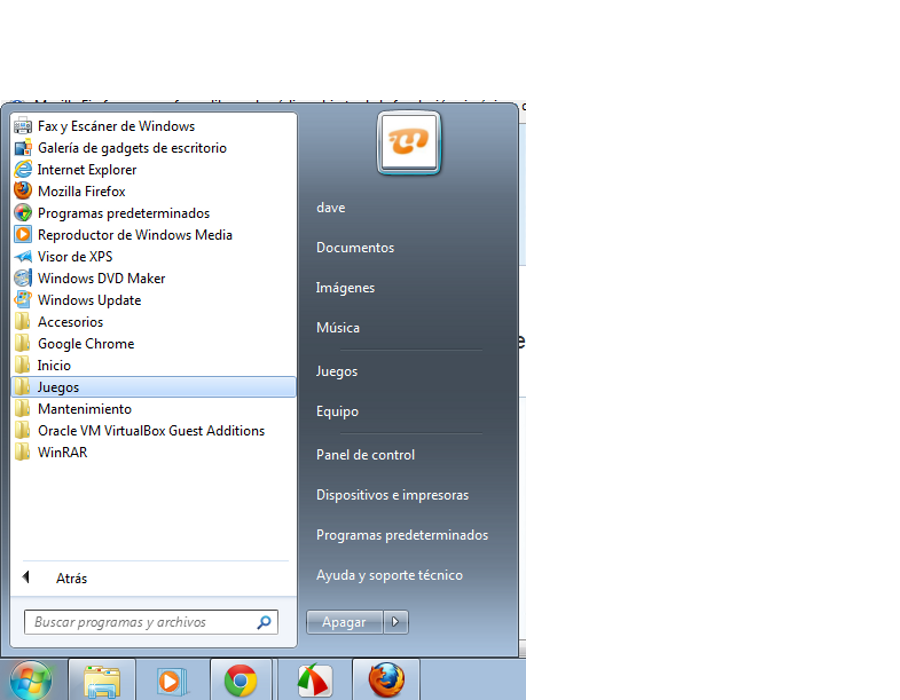 Fax y Escáner de Windows
Galería de gadgets de escritorio
Internet Explorer
Mozilla Firefox
Programas predeterminados
Reproductor de Windows Media
Visor de XPS
Windows DVD Maker
Windows Update
Accesorios
Google Chrome
Inicio
Juegos
Mantenimiento
Oracle VM VirtualBox Guest Additions
WinRAR
Atrás
Buscar programas y archivos
dave
Documentos
Imágenes
Música
Juegos
Equipo
Panel de control
Dispositivos e impresoras
Programas predeterminados
Ayuda y soporte técnico
Apagar